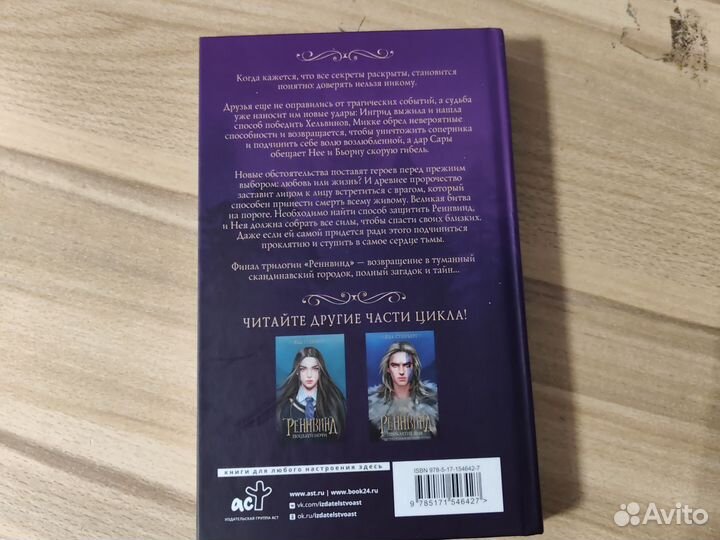 Когда кажется, что все секреты раскрыты, становится
понятно: доверять нельзя никому.
Друзья еще не оправились от трагических событий, а судьба
уже наносит им новые удары: Ингрид выжила и нашла
способ победить Хельвинов, Микке обрел невероятные
способности и возвращается, чтобы уничтожить соперника
и подчинить себе волю возлюбленной, а дар Сары
обещает Нее и Бьорну скорую гибель.
Новые обстоятельства поставят героев перед прежним
выбором: любовь или жизнь? И древнее пророчество
заставит лицом к лицу встретиться с врагом, который
способен принести смерть всему живому. Великая битва
на пороге. Необходимо найти способ защитить Реннвинд,
и Нея должна собрать все силы, чтобы спасти своих близких.
Даже если ей самой придется ради этого подчиниться
проклятию и ступить в самое сердце тьмы.
Финал трилогии «Реннвинд» — возвращение в туманный
скандинавский городок, полный загадок и тайн...
ЧИТАЙТЕ ДРУГИЕ ЧАСТИ ЦИКЛА!
РЕННВИНД
ПОЦЕЛУЙ НОЧИ
РЕННВИНД
КНИГИ ДЛЯ ЛЮБОГО НАСТРОЕНИЯ ЗДЕСЬ
АСТ
ИЗДАТЕЛЬСКАЯ ГРУППА АСТ
www.ast.ru | www.book24.ru
vk.com/izdatelstvoast
ok.ru/izdatelstvoast
ISBN 978-5-17-154642-7
9 785171 546427 >
Avito